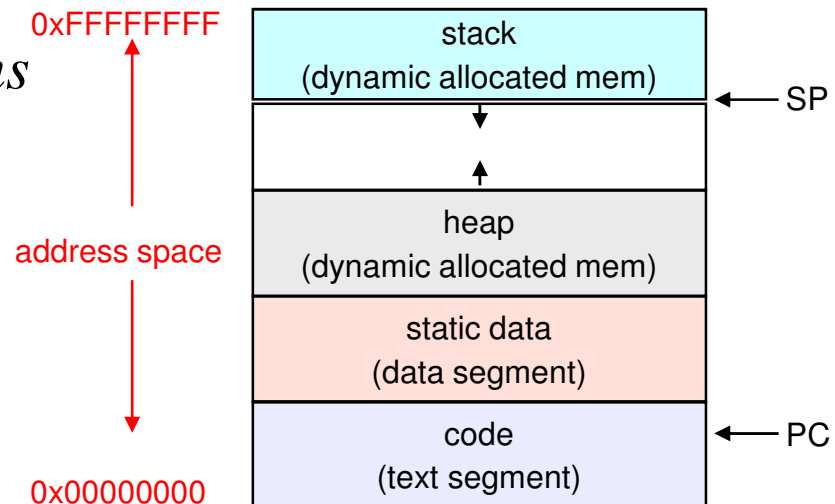 0xFFFFFFFF
stack
(dynamic allocated mem)
SP
heap
(dynamic allocated mem)
address space
static data
(data segment)
code
(text segment)
PC
0x00000000